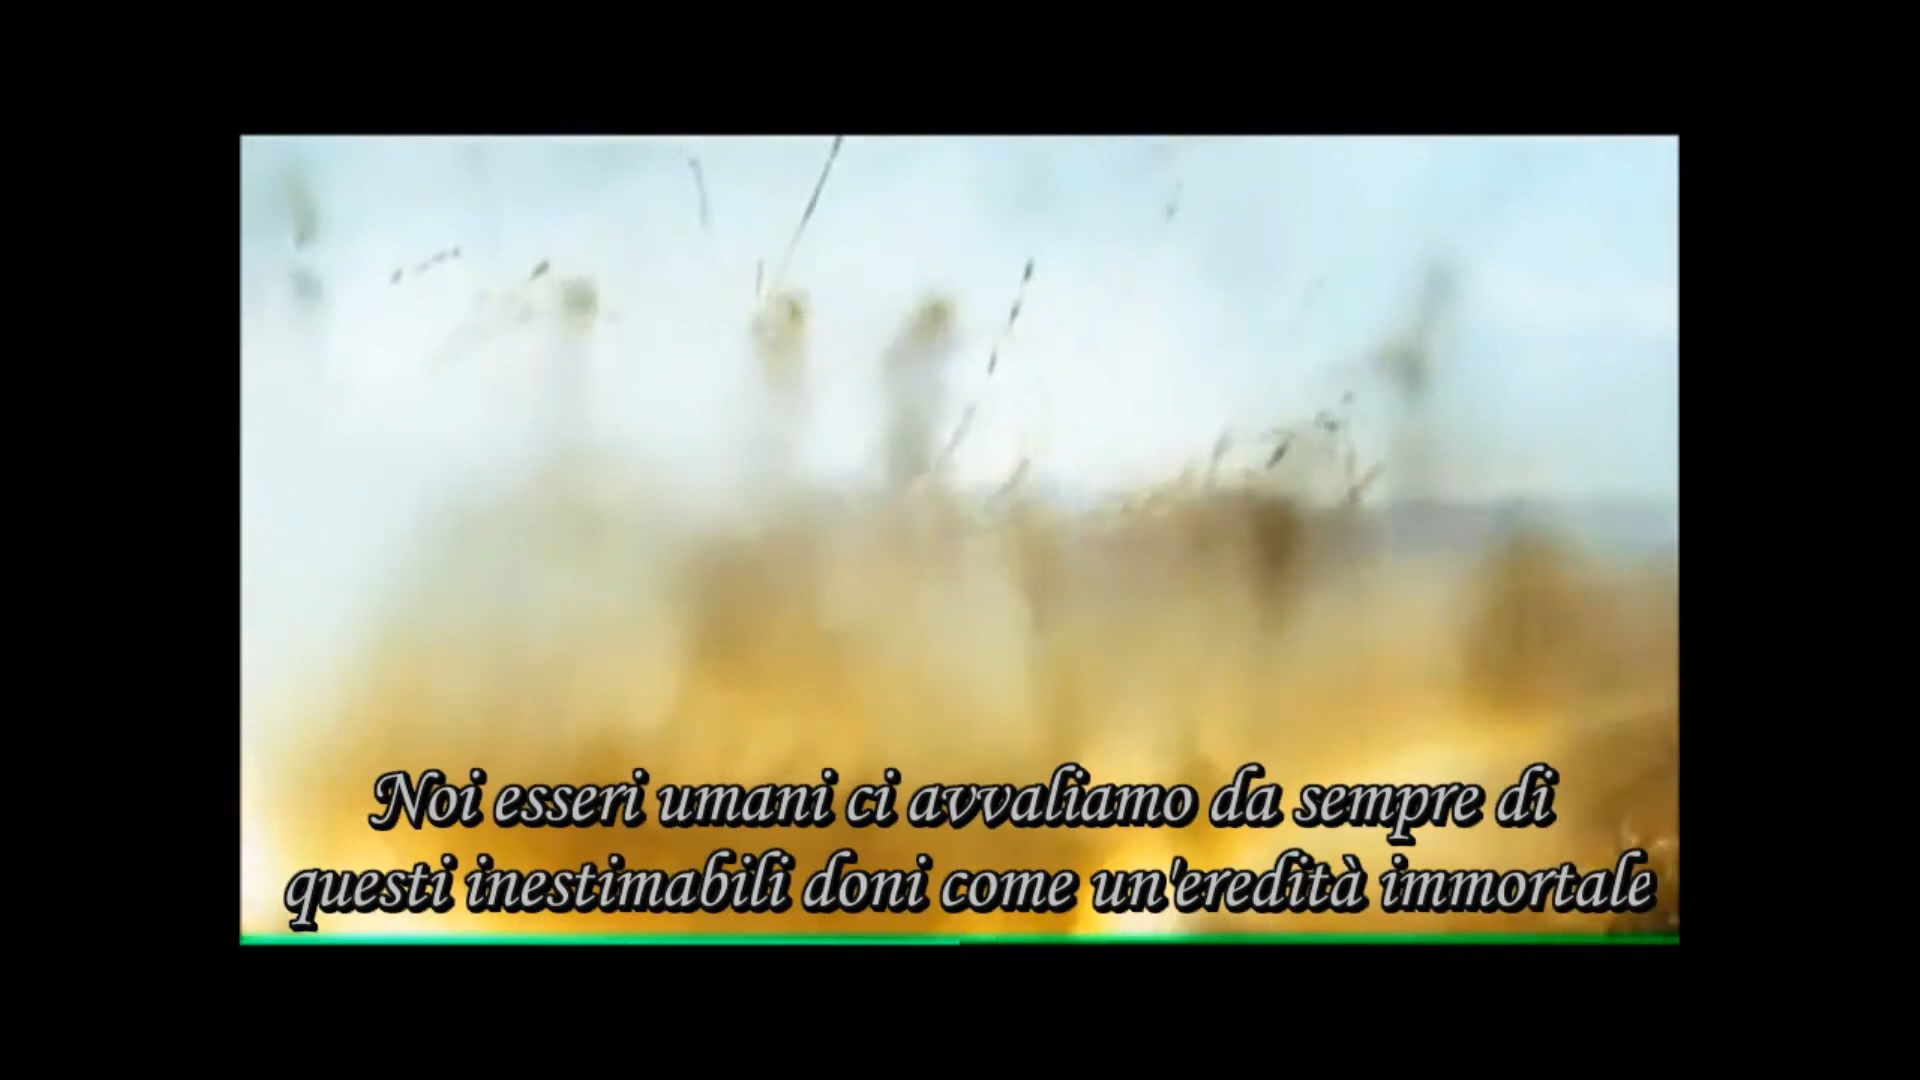 Noi esseri umani ci avvaliamo da sempre di
questi inestimabili doni come un'eredità immortale